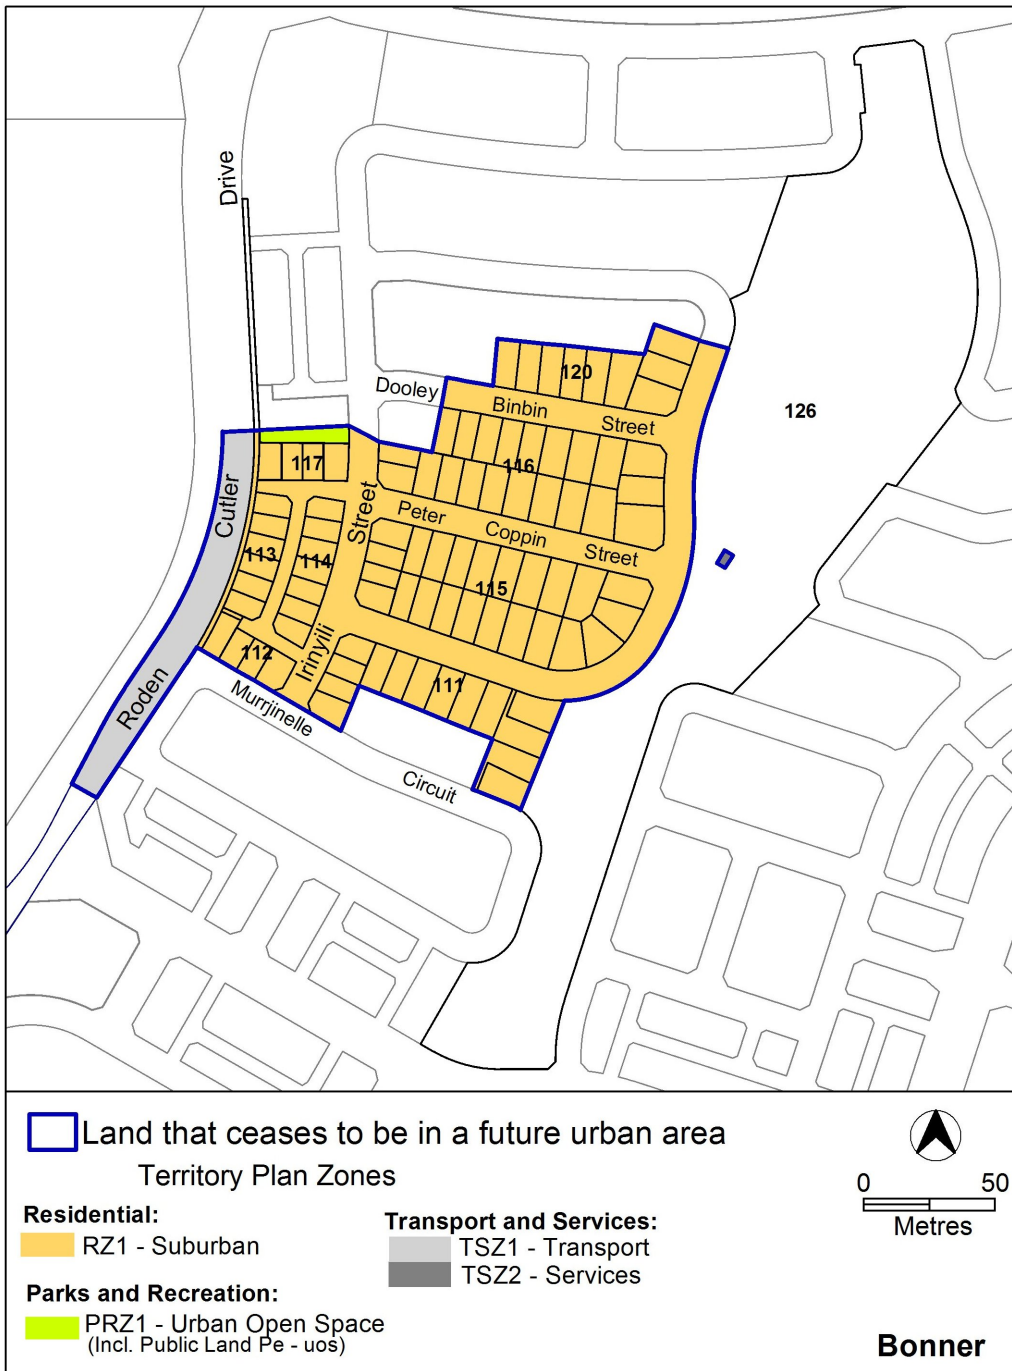 Drive
120
Dooley
Binbin
Street
126
116
117
Cutler
Street
Peter
Coppin
Street
113
114
115
Irinyili
112
111
Roden
Murrjinelle
Circuit
Land that ceases to be in a future urban area
Territory Plan Zones
Residential:
RZ1 - Suburban
Parks and Recreation:
PRZ1 - Urban Open Space
(Incl. Public Land Pe - uos)
Transport and Services:
TSZ1 - Transport
TSZ2 - Services
0 50
Metres
Bonner